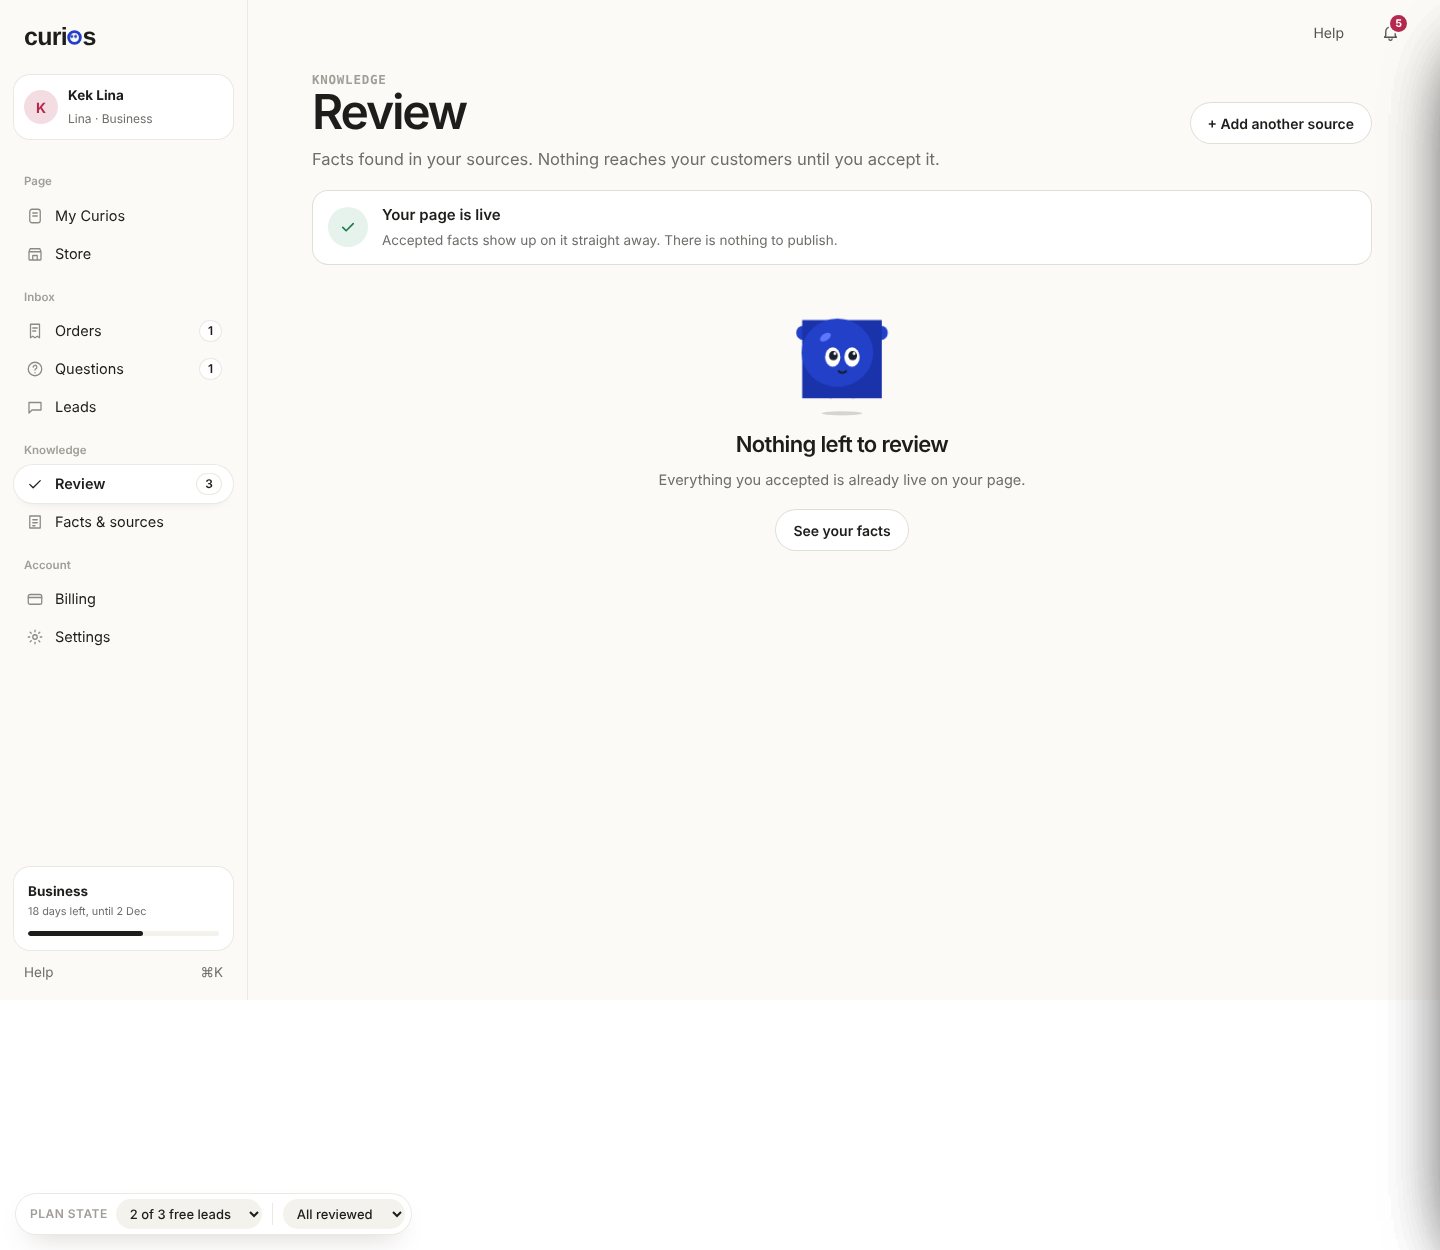 curios
K
Kek Lina
Lina · Business
Page
My Curios
Store
Inbox
Orders 1
Questions 1
Leads
Knowledge
Review 3
Facts & sources
Account
Billing
Settings
Business
18 days left, until 2 Dec
Help ⌘K
Help
5
KNOWLEDGE
Review
+ Add another source
Facts found in your sources. Nothing reaches your customers until you accept it.
Your page is live
Accepted facts show up on it straight away. There is nothing to publish.
Nothing left to review
Everything you accepted is already live on your page.
See your facts
PLAN STATE 2 of 3 free leads All reviewed